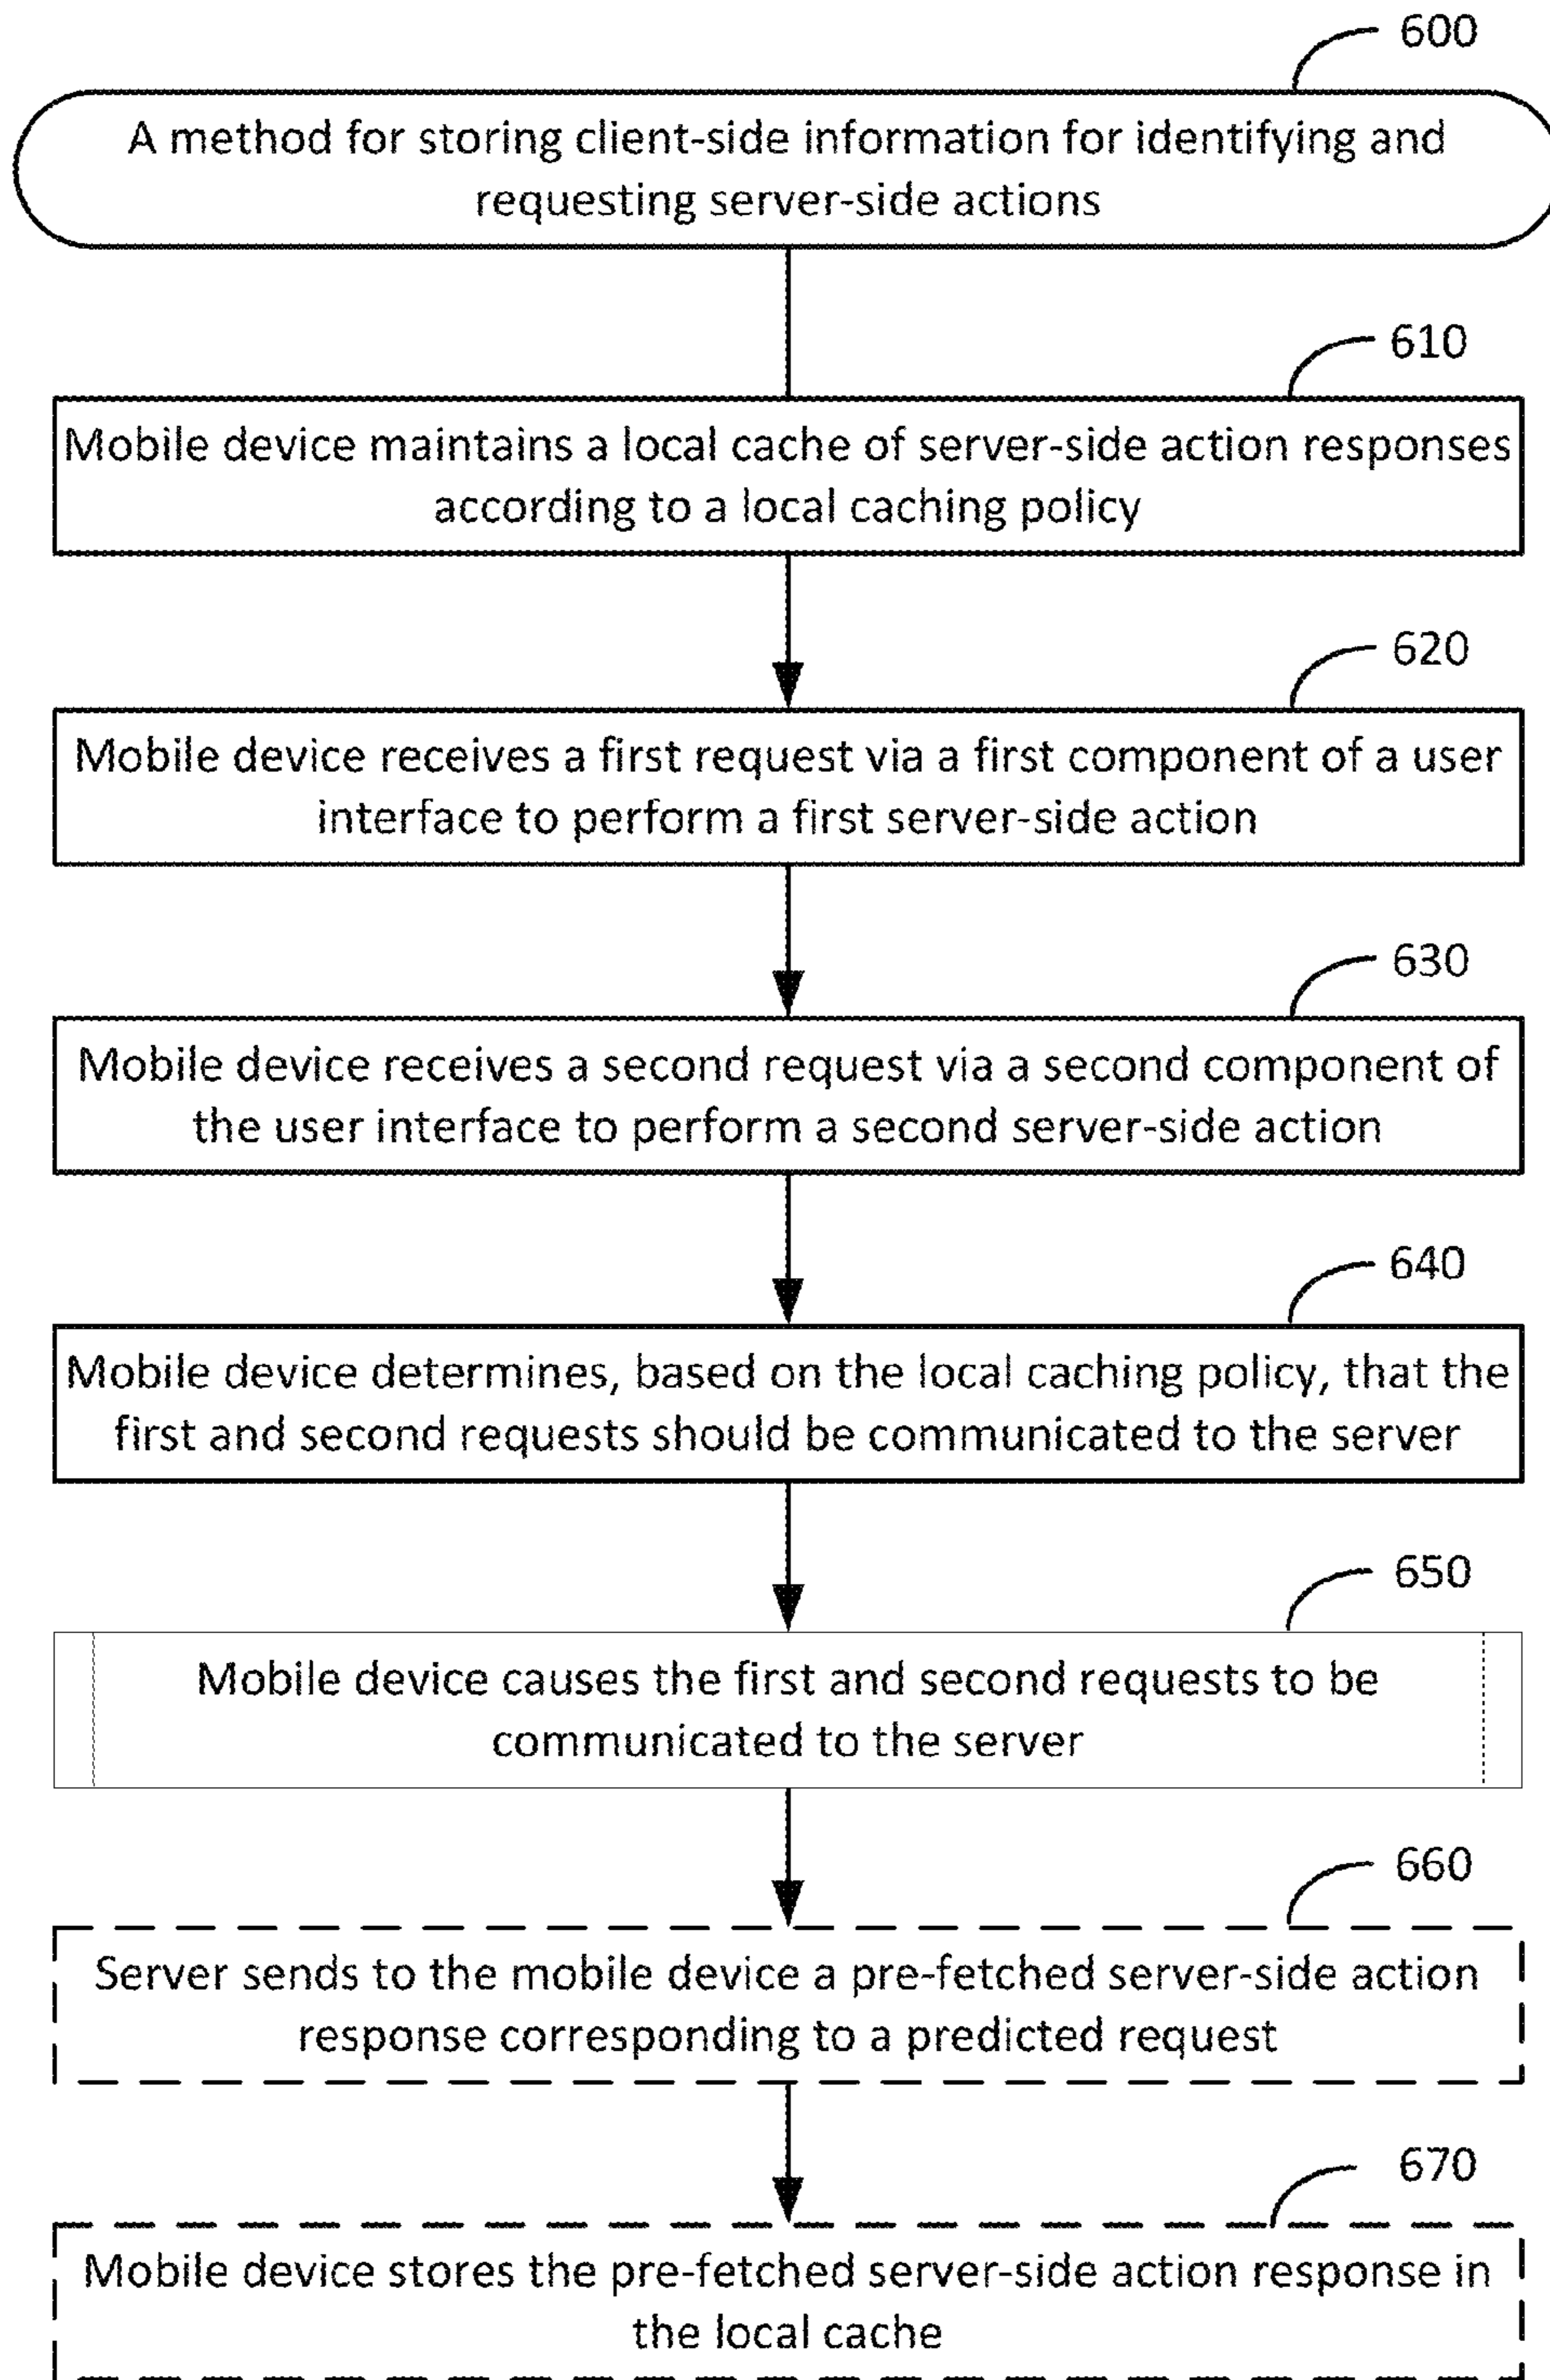 600
A method for storing client-side information for identifying and
requesting server-side actions
610
Mobile device maintains a local cache of server-side action responses
according to a local caching policy
620
Mobile device receives a first request via a first component of a user
interface to perform a first server-side action
630
Mobile device receives a second request via a second component of
the user interface to perform a second server-side action
640
Mobile device determines, based on the local caching policy, that the
first and second requests should be communicated to the server
650
Mobile device causes the first and second requests to be
communicated to the server
660
Server sends to the mobile device a pre-fetched server-side action
response corresponding to a predicted request
670
Mobile device stores the pre-fetched server-side action response in
the local cache